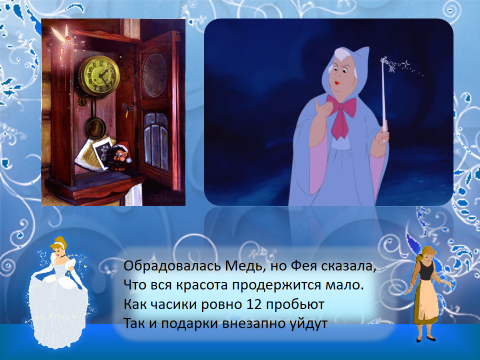 Обрадовалась Медь, но Фея сказала,
Что вся красота продержится мало.
Как часики ровно 12 пробьют
Так и подарки внезапно уйдут